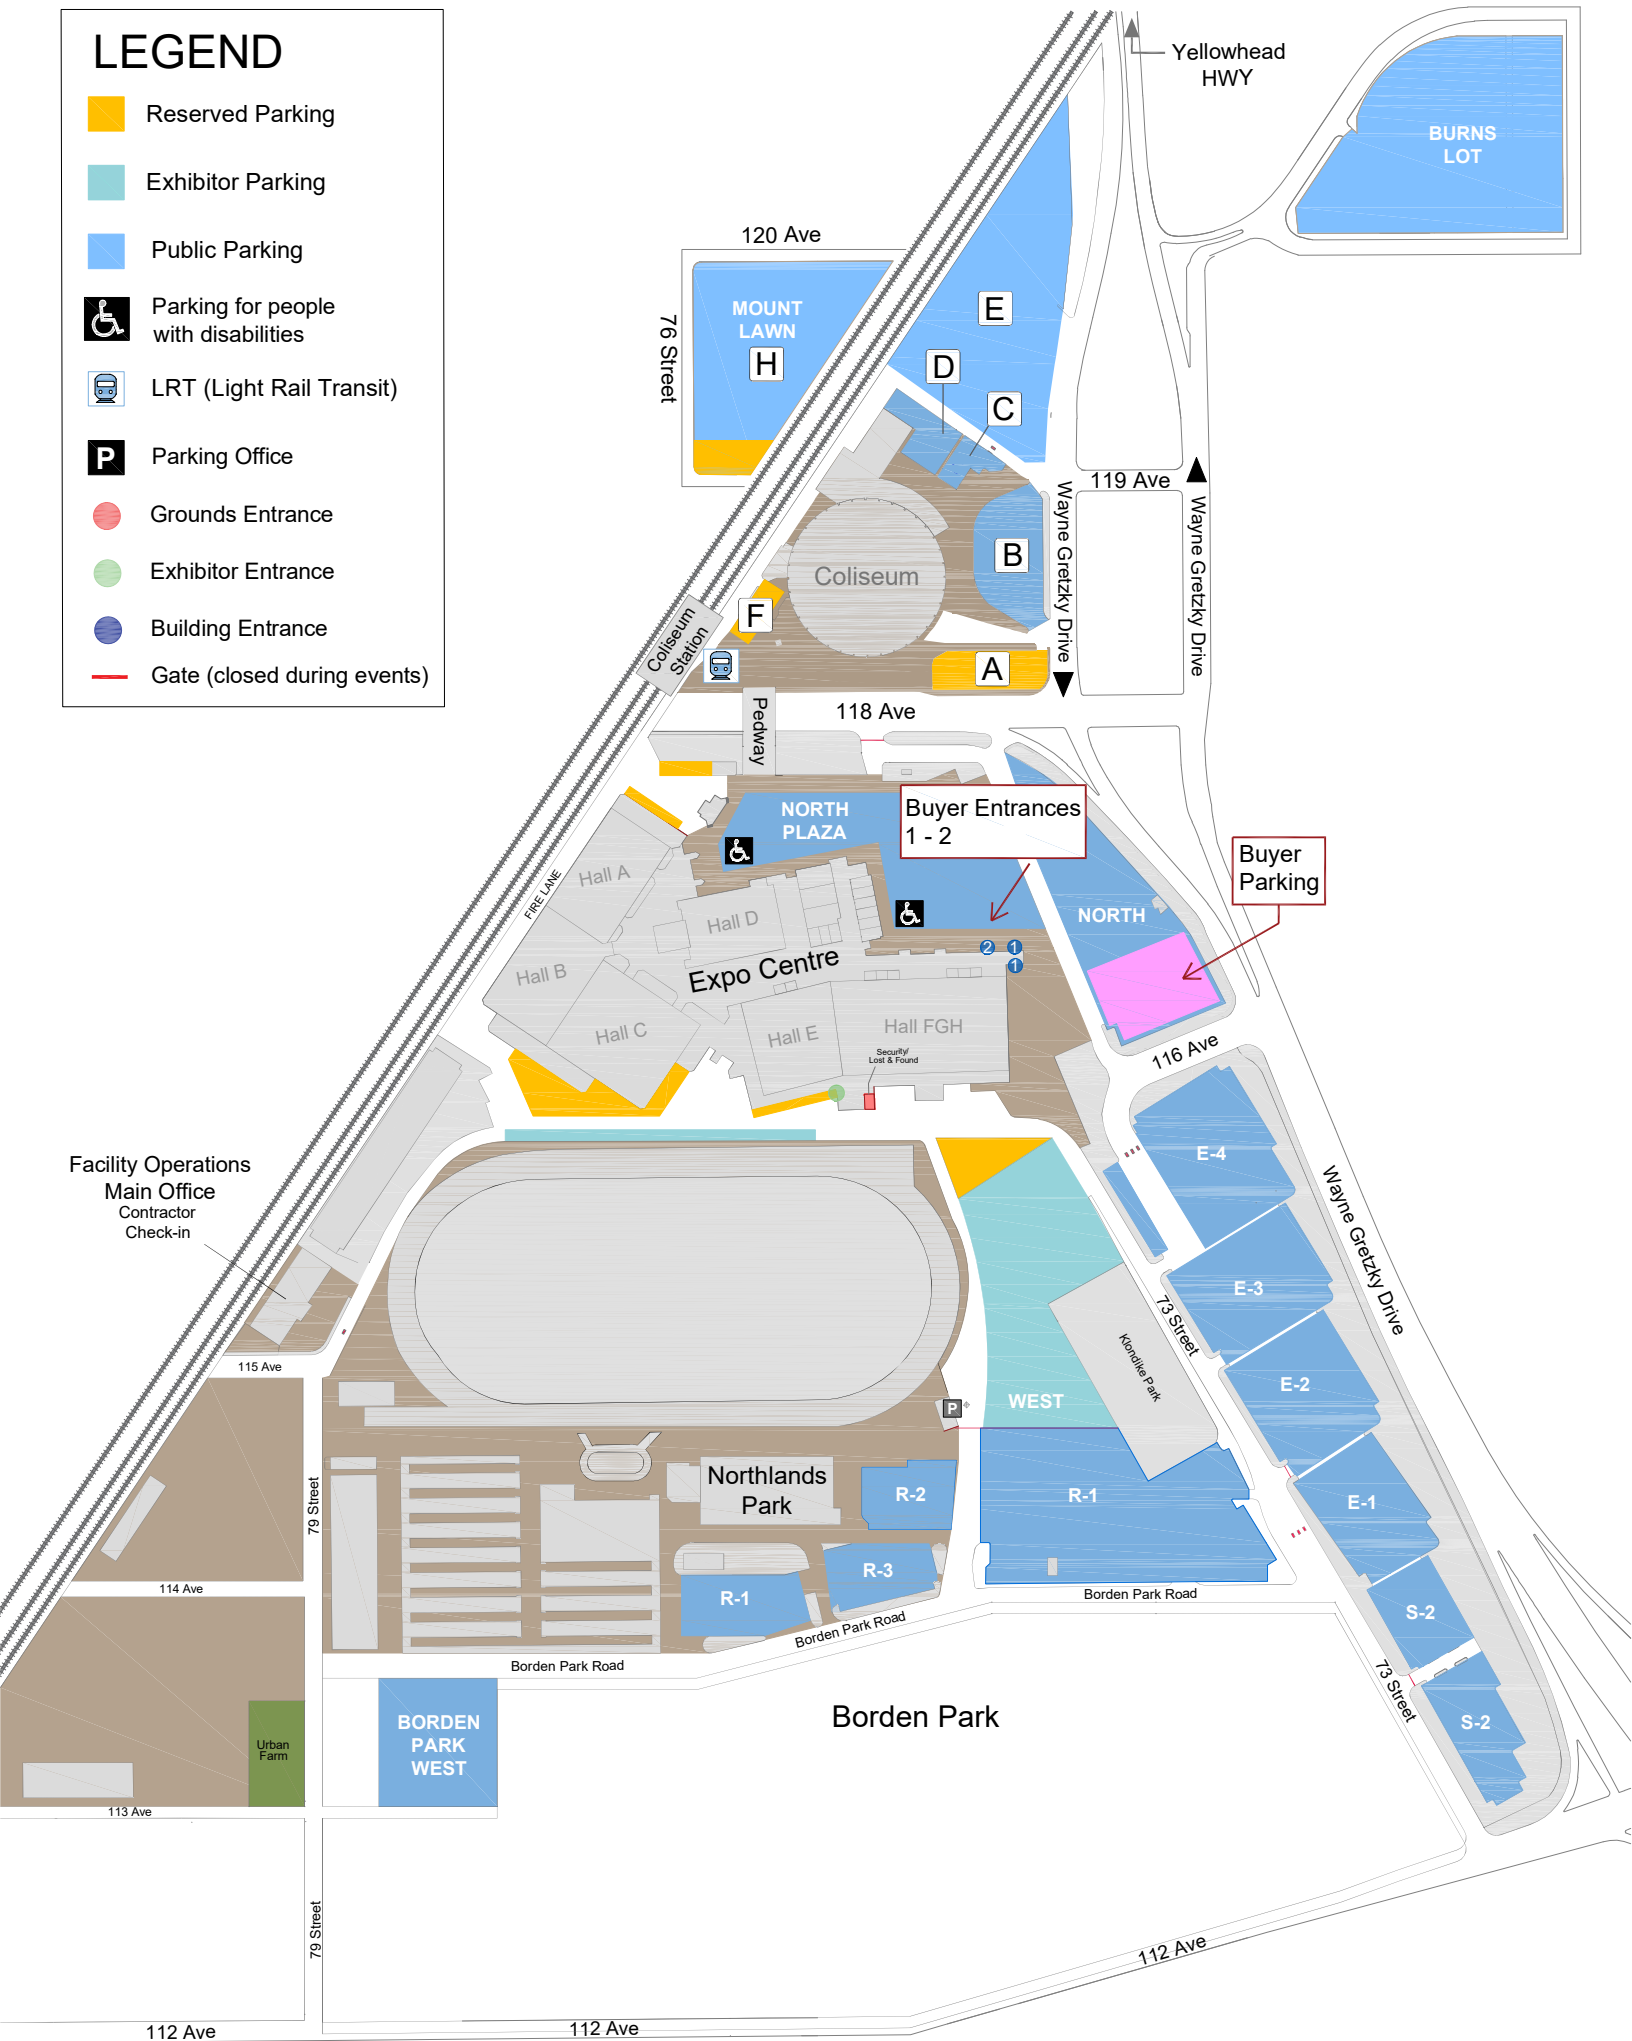 LEGEND
Reserved Parking
Exhibitor Parking
Public Parking
Parking for people
with disabilities
LRT (Light Rail Transit)
P
Parking Office
Grounds Entrance
Exhibitor Entrance
Building Entrance
Gate (closed during events)
Yellowhead
HWY
BURNS
LOT
120 Ave
76 Street
MOUNT
LAWN
H
E
D
C
119 Ave
Wayne Gretzky Drive
Wayne Gretzky Drive
B
Coliseum
F
Coliseum
Station
A
118 Ave
Pedway
NORTH
PLAZA
Buyer Entrances
1 - 2
Buyer
Parking
NORTH
FIRE LANE
Hall A
Hall D
Hall B
Expo Centre
2
1
1
Hall C
Hall E
Hall FGH
Security/
Lost & Found
116 Ave
Facility Operations
Main Office
Contractor
Check-in
E-4
Wayne Gretzky Drive
E-3
73 Street
Klondike Park
E-2
WEST
P
115 Ave
79 Street
Northlands
Park
R-2
R-1
E-1
R-3
R-1
114 Ave
Borden Park Road
Borden Park Road
Borden Park Road
S-2
73 Street
S-2
Borden Park
BORDEN
PARK
WEST
Urban
Farm
113 Ave
79 Street
112 Ave
112 Ave
112 Ave